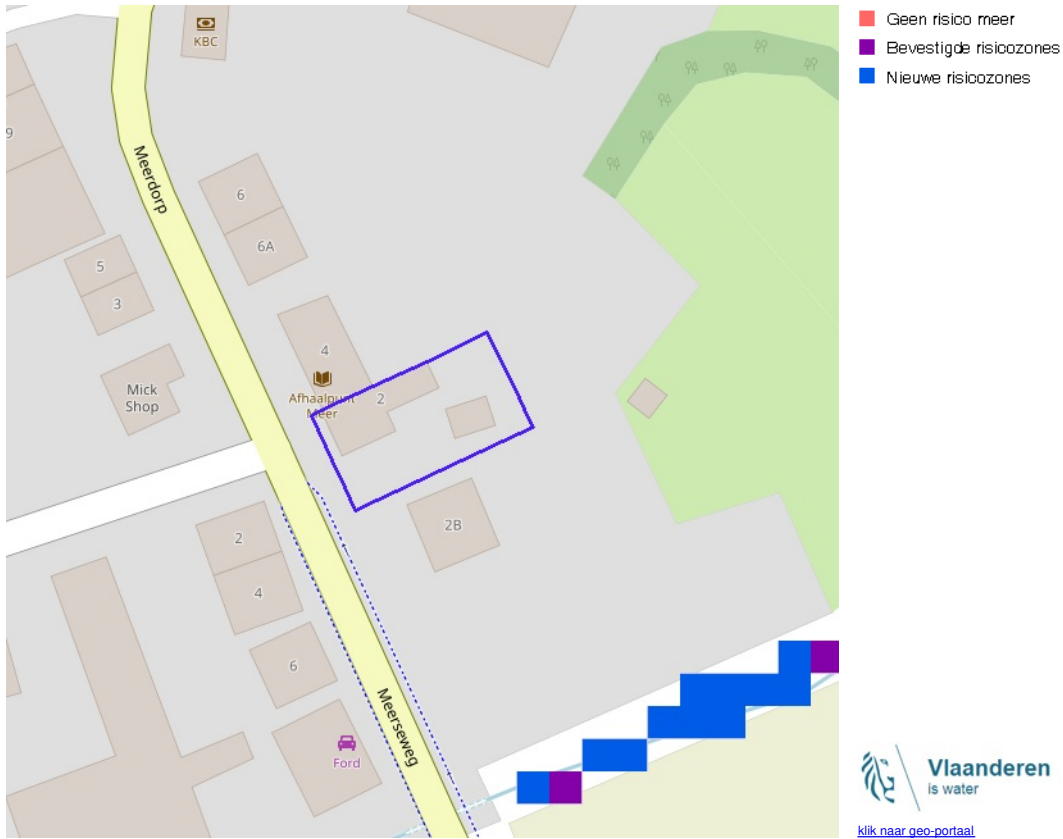 KBC
9
Meerdorp
6
6A
5
3
4
Mick
Shop
Afhaalpunt
Meer
2
2
2B
4
6
Meerseweg
Ford
Geen risico meer
Bevestigde risicozones
Nieuwe risicozones
Vlaanderen
is water
klik naar geo-portaal